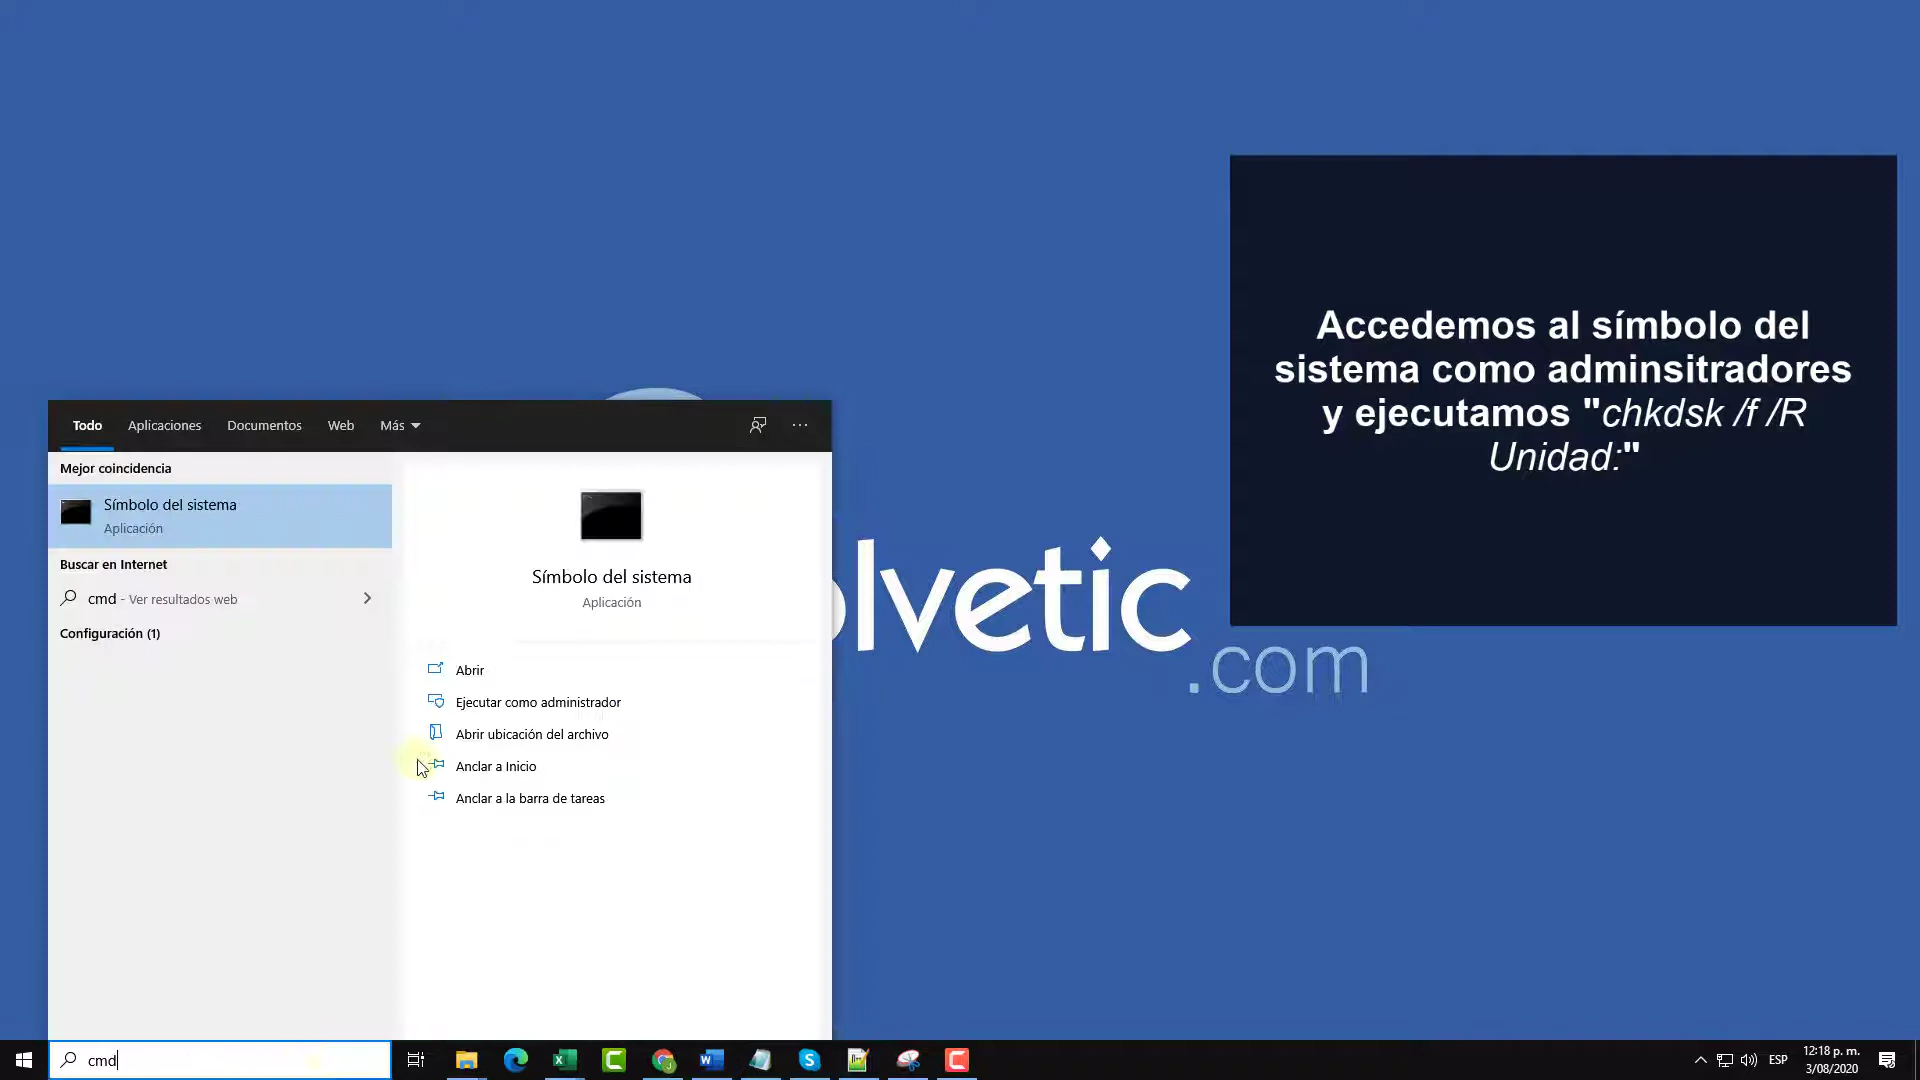 Accedemos al símbolo del
sistema como adminsitradores
y ejecutamos "chkdsk /f /R
Unidad:"
Todo
Aplicaciones
Documentos
Web
Más
Mejor coincidencia
Símbolo del sistema
Aplicación
Buscar en Internet
cmd - Ver resultados web
Configuración (1)
Símbolo del sistema
Aplicación
Abrir
Ejecutar como administrador
Abrir ubicación del archivo
Anclar a Inicio
Anclar a la barra de tareas
lvetic
.com
cmd
ESP
12:18 p. m.
3/08/2020